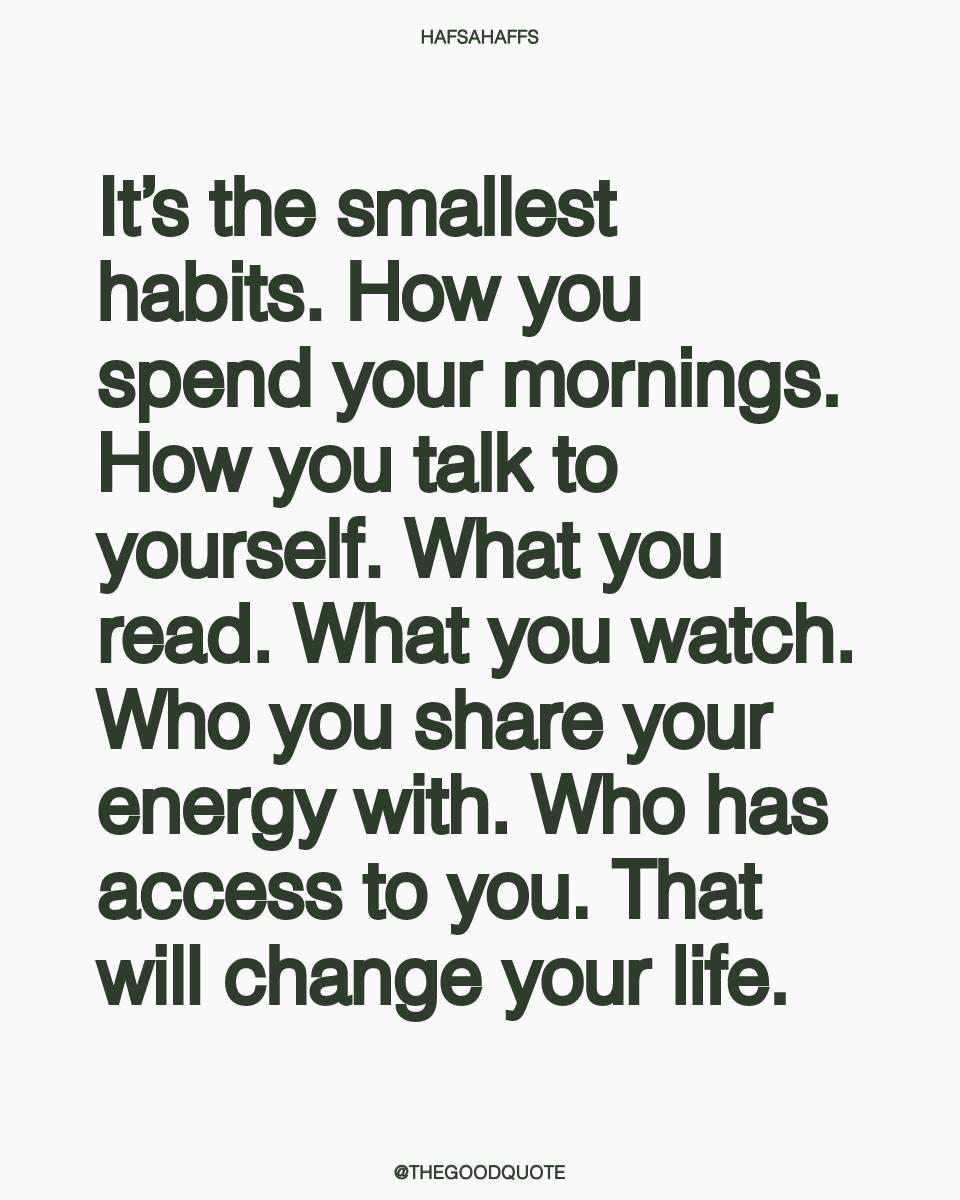 HAFSAHAFFS
It’s the smallest
habits. How you
spend your mornings.
How you talk to
yourself. What you
read. What you watch.
Who you share your
energy with. Who has
access to you. That
will change your life.
@THEGOODQUOTE